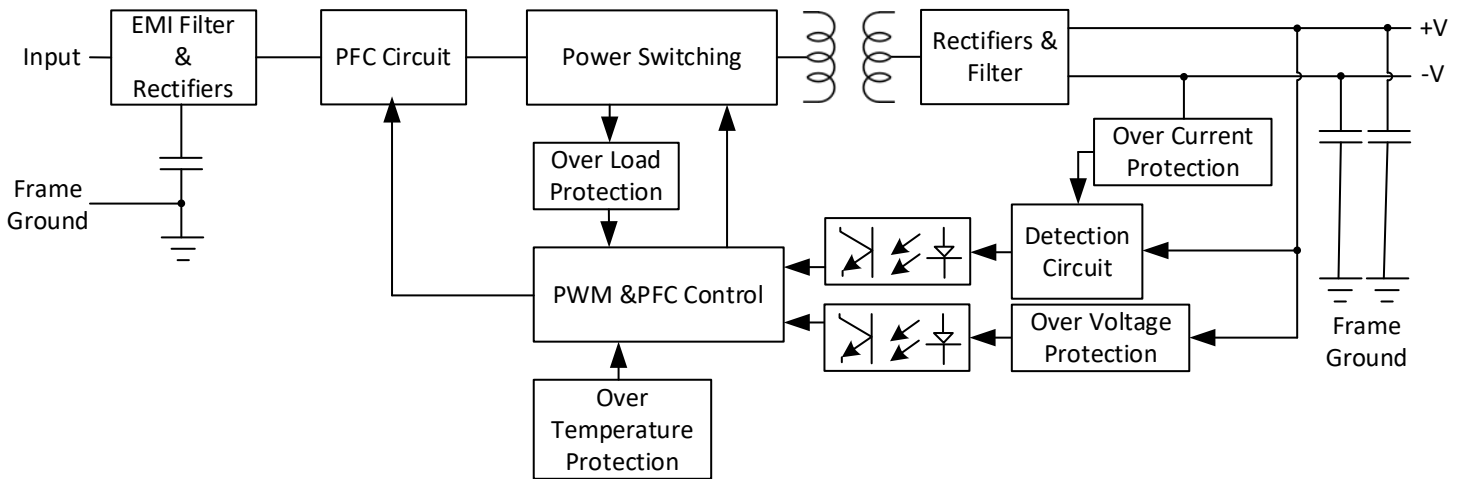 Input
EMI Filter
&
Rectifiers
PFC Circuit
Power Switching
Rectifiers &
Filter
+V
-V
Over Load
Protection
Over Current
Protection
Frame
Ground
Detection
Circuit
PWM &PFC Control
Over Voltage
Protection
Frame
Ground
Over
Temperature
Protection